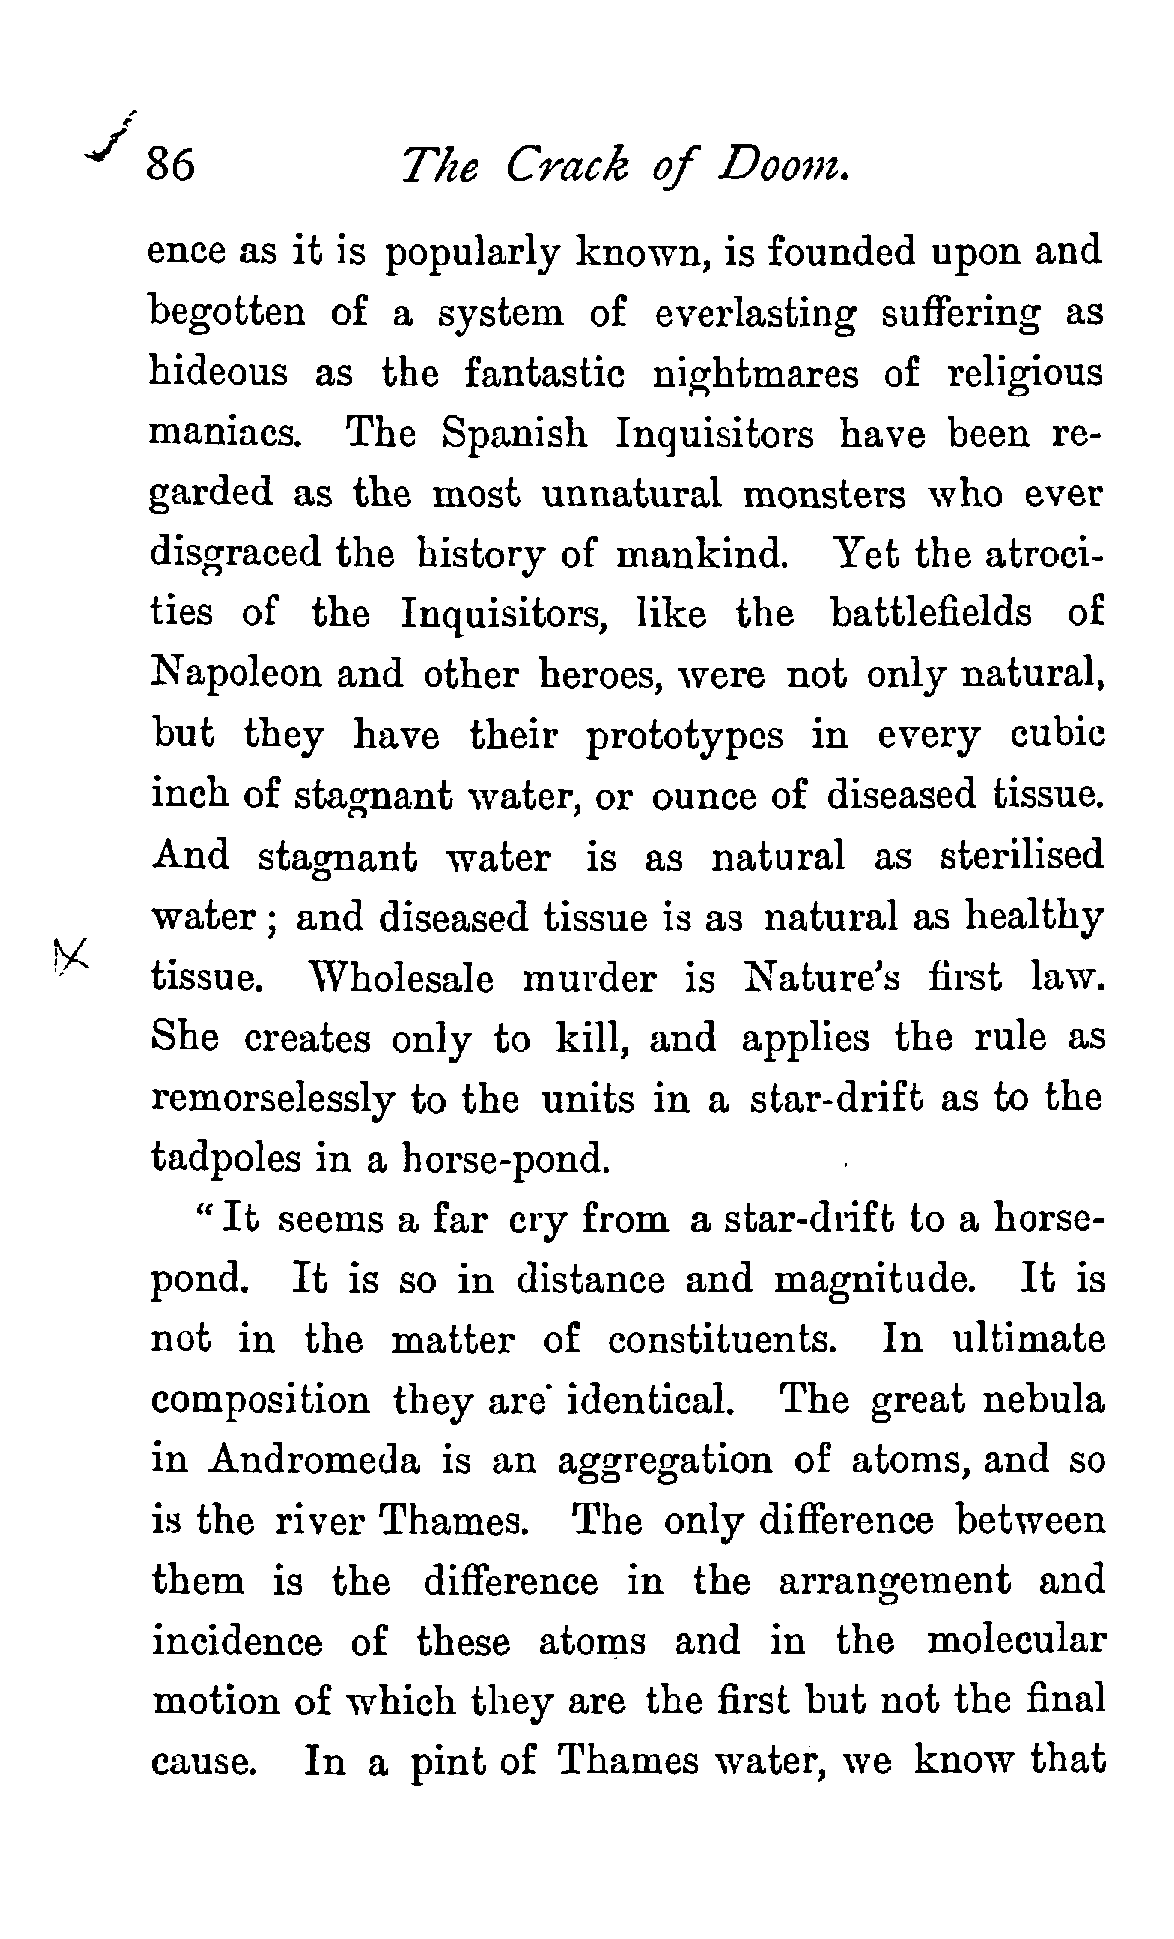 86 The Crack of Doom.
ence as it is popularly known, is founded upon and
begotten of a system of everlasting suffering as
hideous as the fantastic nightmares of religious
maniacs. The Spanish Inquisitors have been re-
garded as the most unnatural monsters who ever
disgraced the history of mankind. Yet the atroci-
ties of the Inquisitors, like the battlefields of
Napoleon and other heroes, were not only natural,
but they have their prototypes in every cubic
inch of stagnant water, or ounce of diseased tissue.
And stagnant water is as natural as sterilised
water ; and diseased tissue is as natural as healthy
tissue. Wholesale murder is Nature's first law.
She creates only to kill, and applies the rule as
remorselessly to the units in a star-drift as to the
tadpoles in a horse-pond.
“ It seems a far cry from a star-drift to a horse-
pond. It is so in distance and magnitude. It is
not in the matter of constituents. In ultimate
composition they are identical. The great nebula
in Andromeda is an aggregation of atoms, and so
is the river Thames. The only difference between
them is the difference in the arrangement and
incidence of these atoms and in the molecular
motion of which they are the first but not the final
cause. In a pint of Thames water, we know that